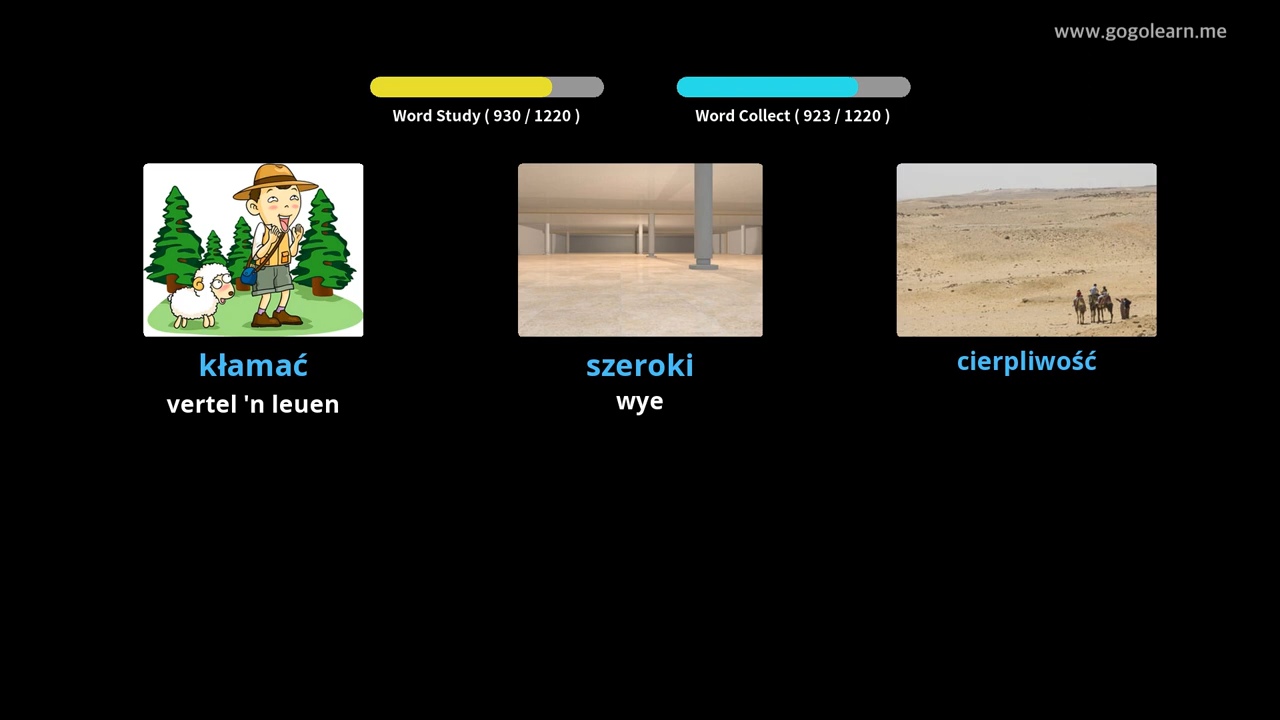 www.gogolearn.me
Word Study ( 930 / 1220 )
Word Collect ( 923 / 1220 )
kłamać
szeroki
cierpliwość
vertel 'n leuen
wye